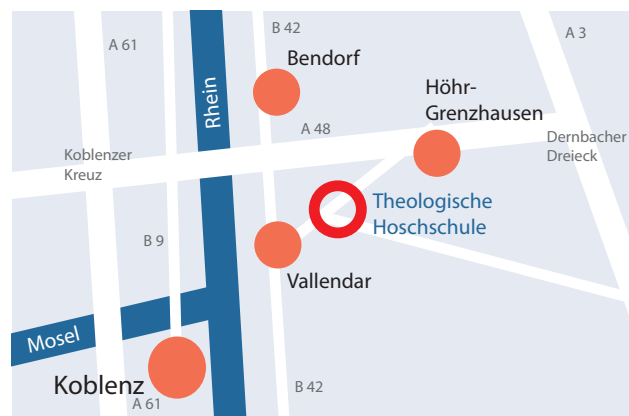 B 42
A 3
A 61
Bendorf
Rhein
Höhr-
Grenzhausen
A 48
Dernbacher
Dreieck
Koblenzer
Kreuz
Theologische
Hoschschule
B 9
Vallendar
Mosel
Koblenz
B 42
A 61